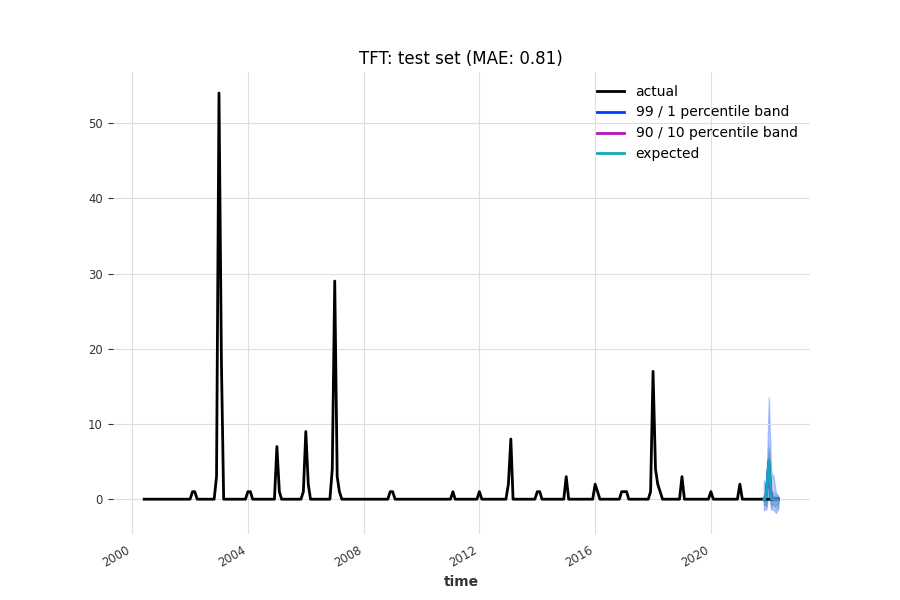 TFT: test set (MAE: 0.81)
actual
99 / 1 percentile band
90 / 10 percentile band
expected
50
40
30
20
10
0
2000
2004
2008
2012
2016
2020
time